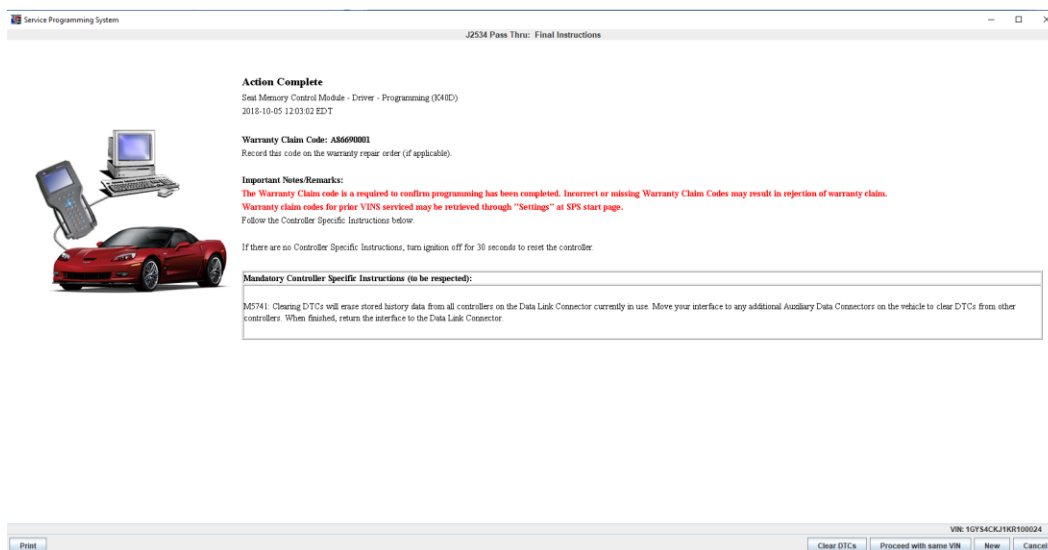 Service Programming System
J2534 Pass Thru: Final Instructions
Action Complete
Seat Memory Control Module - Driver - Programming (K40D)
2018-10-05 12:03:02 EDT
Warranty Claim Code: A86690001
Record this code on the warranty repair order (if applicable).
Important Notes/Remarks:
The Warranty Claim code is a required to confirm programming has been completed. Incorrect or missing Warranty Claim Codes may result in rejection of warranty claim.
Warranty claim codes for prior VINS serviced may be retrieved through "Settings" at SPS start page.
Follow the Controller Specific Instructions below.
If there are no Controller Specific Instructions, turn ignition off for 30 seconds to reset the controller.
Mandatory Controller Specific Instructions (to be respected):
M5741: Clearing DTCs will erase stored history data from all controllers on the Data Link Connector currently in use. Move your interface to any additional Auxiliary Data Connectors on the vehicle to clear DTCs from other
controllers. When finished, return the interface to the Data Link Connector.
VIN: 1GYS4CKJ1KR100024
Print Clear DTCs Proceed with same VIN New Cancel